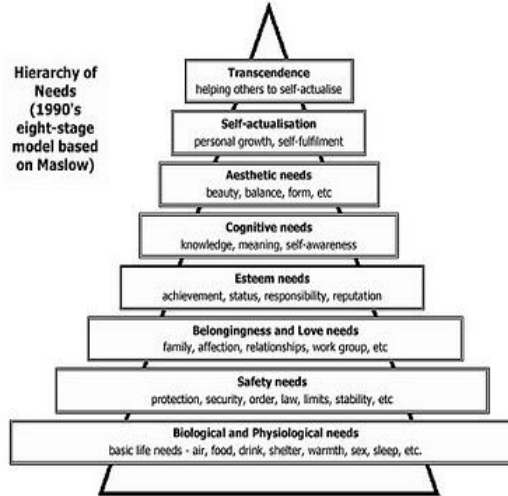 Hierarchy of
Needs
(1990's
eight-stage
model based
on Maslow)
Transcendence
helping others to self-actualise
Self-actualisation
personal growth, self-fulfilment
Aesthetic needs
beauty, balance, form, etc
Cognitive needs
knowledge, meaning, self-awareness
Esteem needs
achievement, status, responsibility, reputation
Belongingness and Love needs
family, affection, relationships, work group, etc
Safety needs
protection, security, order, law, limits, stability, etc
Biological and Physiological needs
basic life needs - air, food, drink, shelter, warmth, sex, sleep, etc.